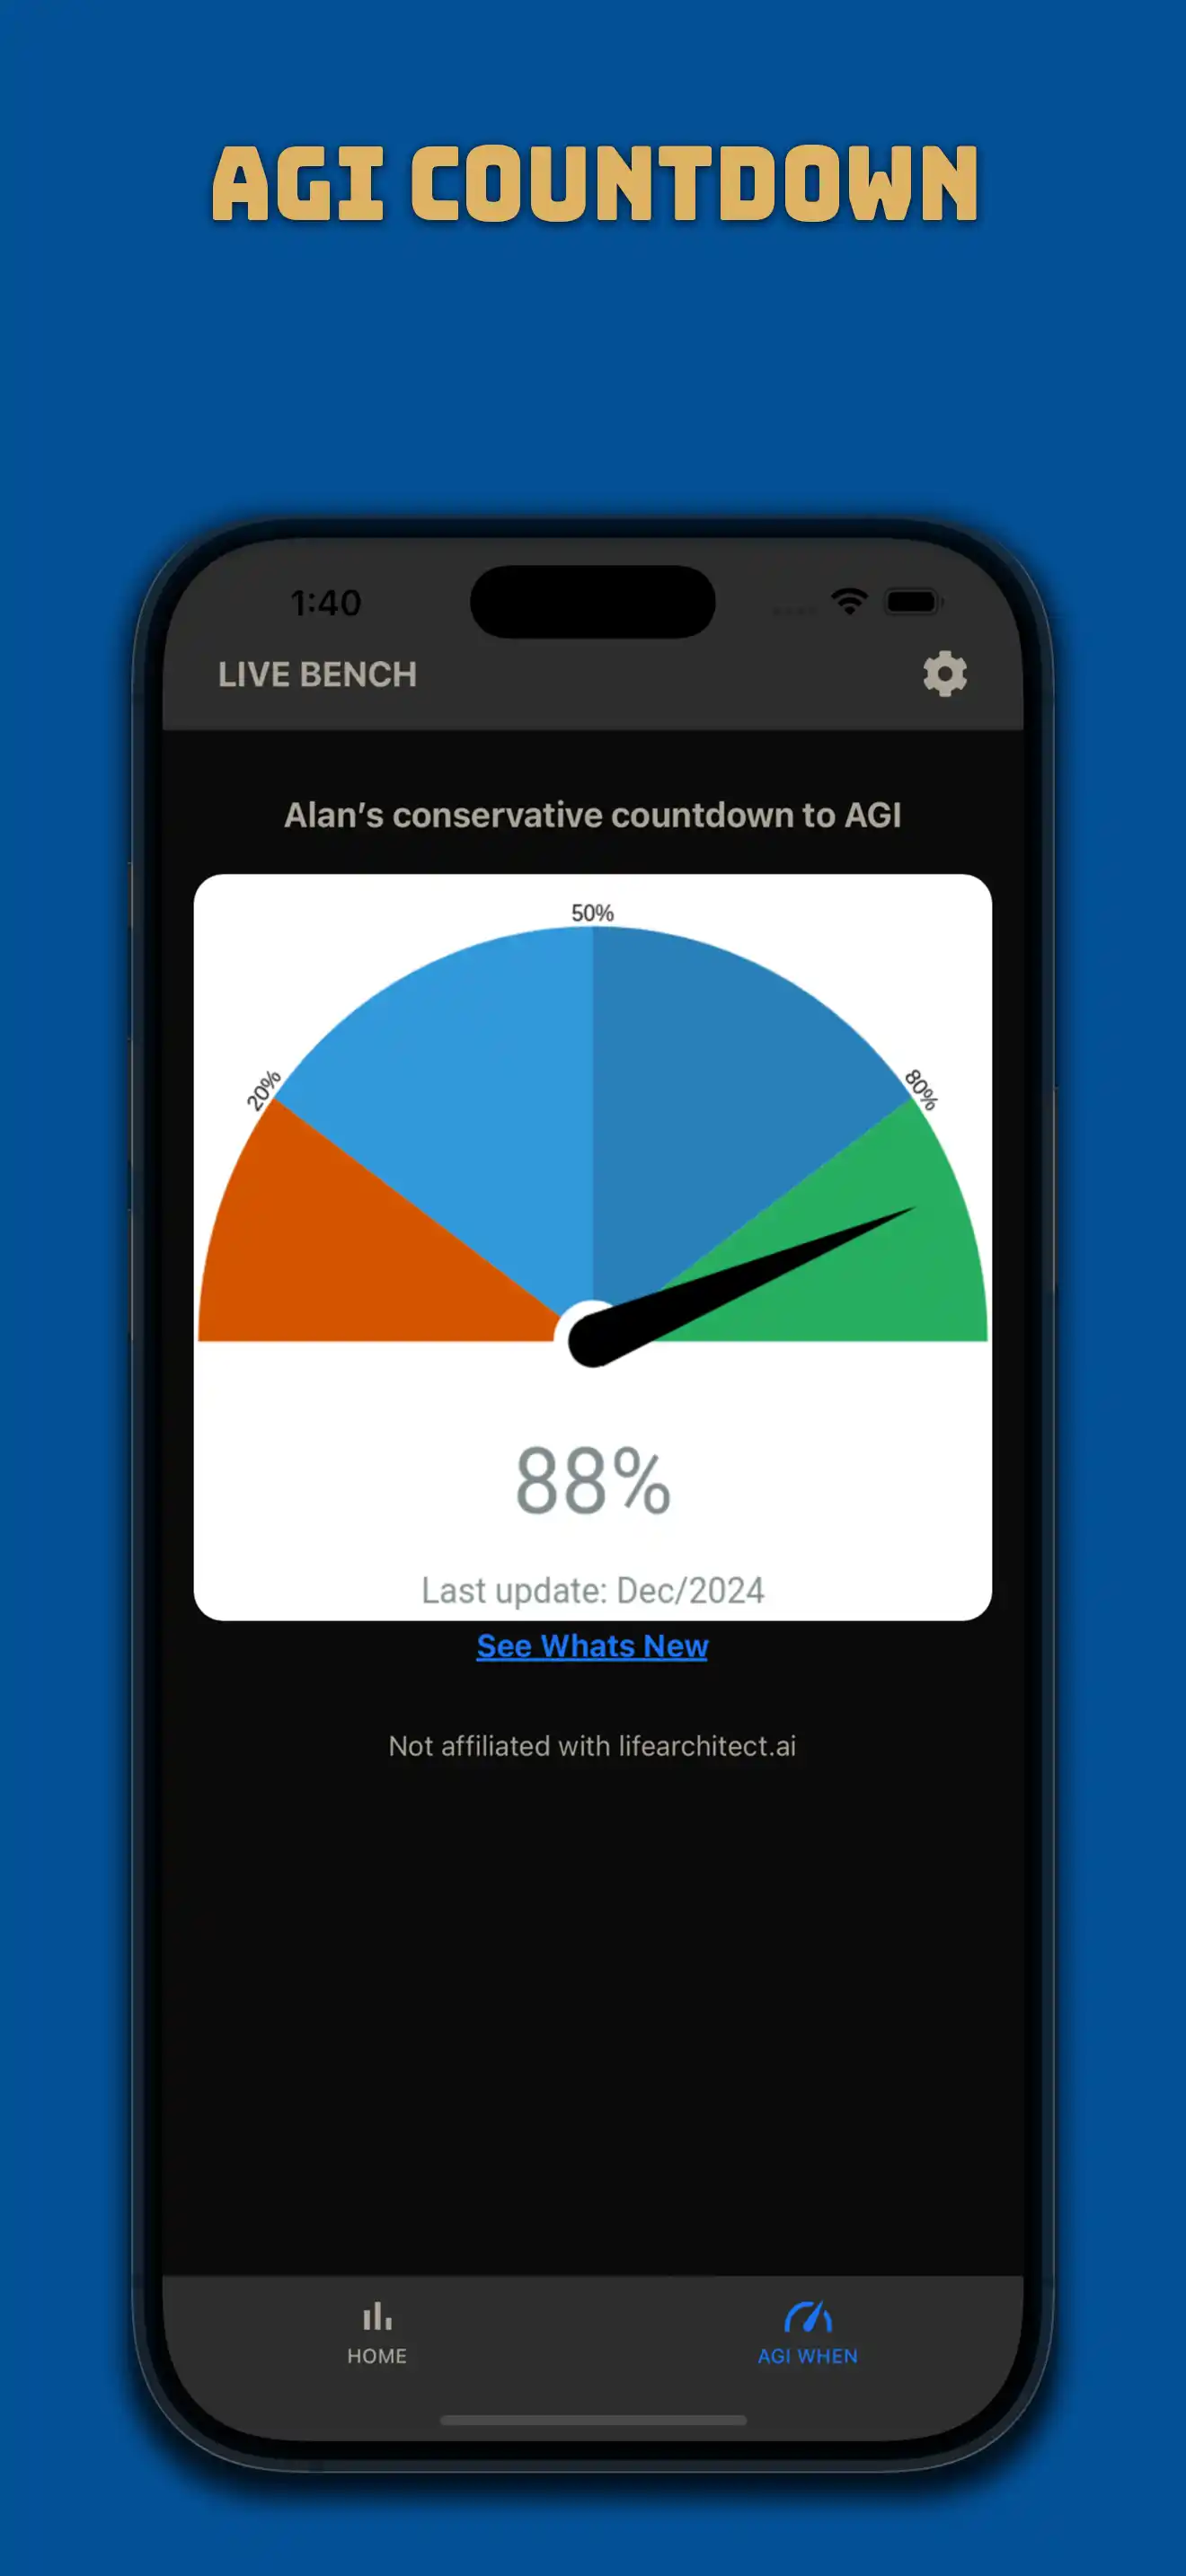 AGI COUNTDOWN
1:40
LIVE BENCH
Alan’s conservative countdown to AGI
50%
20%
80%
88%
Last update: Dec/2024
See Whats New
Not affiliated with lifearchitect.ai
HOME
AGI WHEN